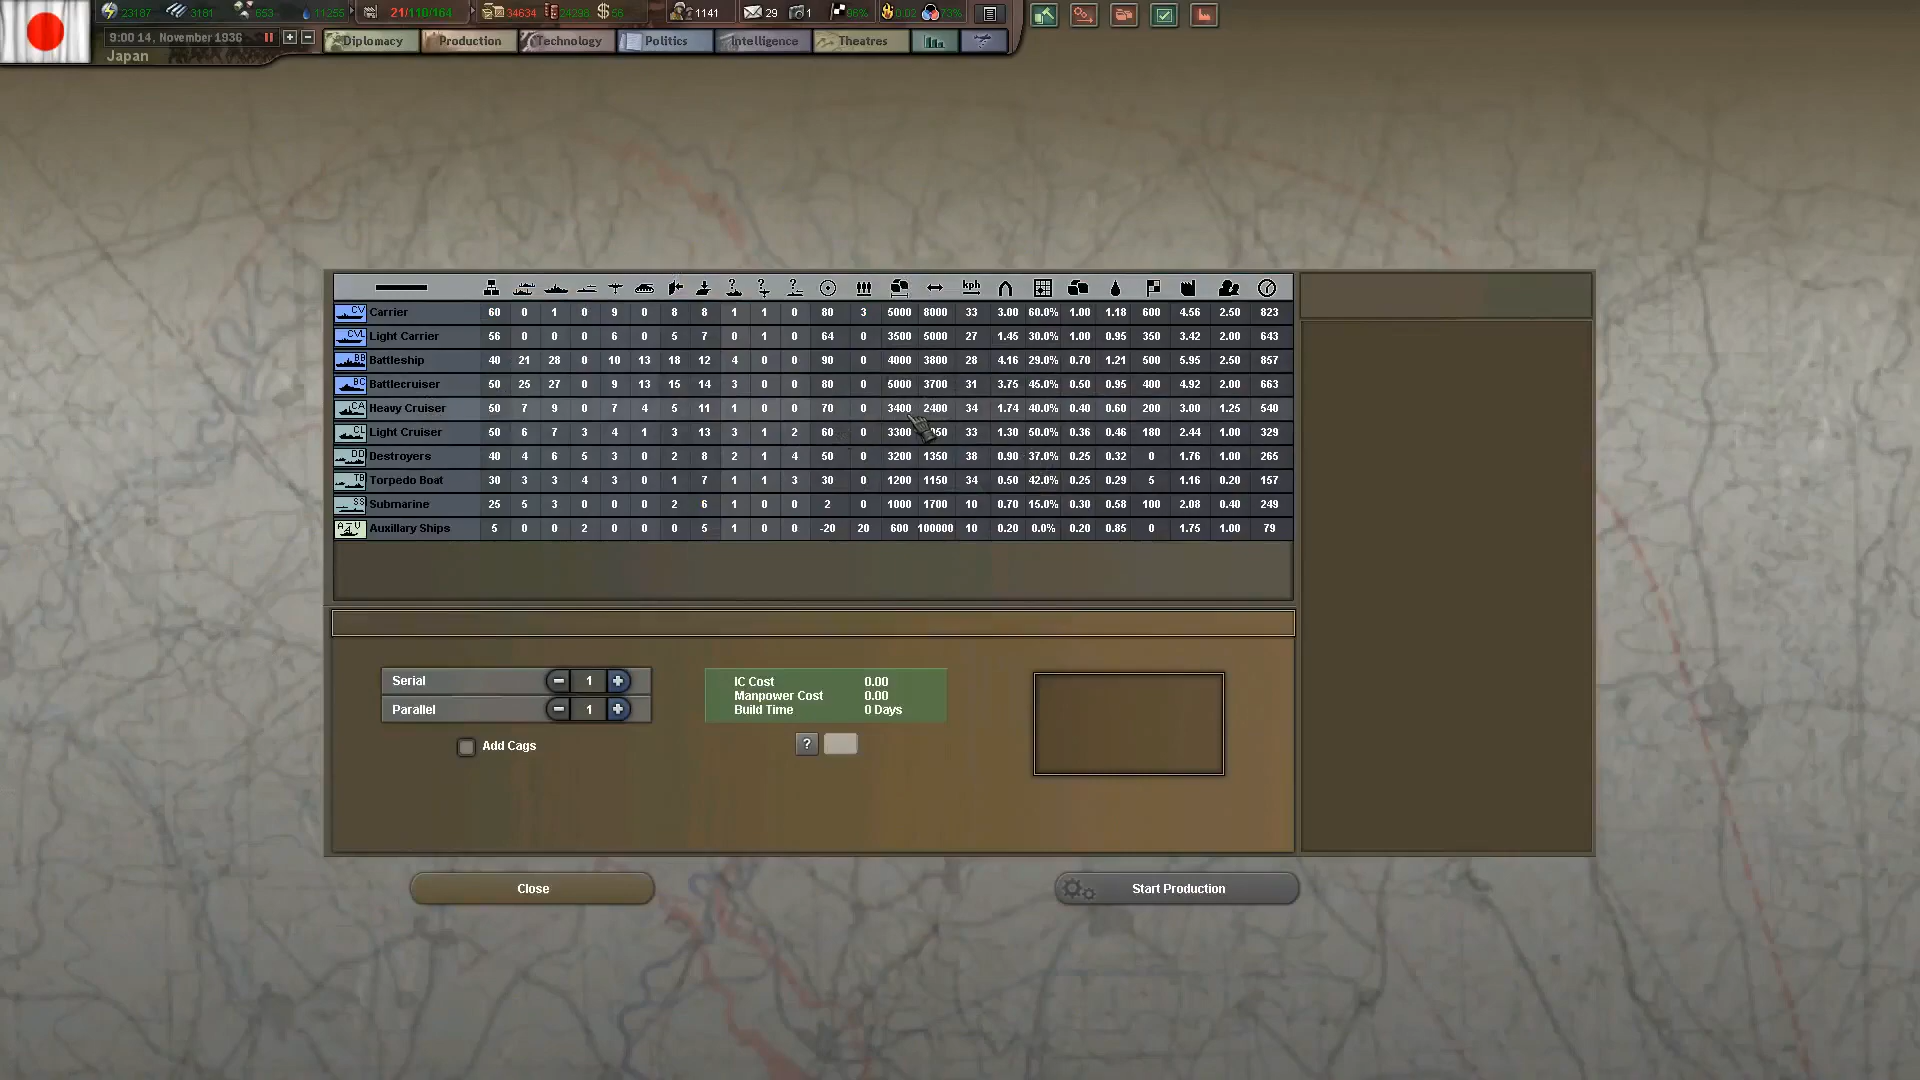 23187 3181 653 11255 21/110/164 34634 24298 $56 1141 29 1 96% 0.02 73%
9:00 14, November 1936
Japan
Diplomacy Production Technology Politics Intelligence Theatres
kph
CV Carrier 60 0 1 0 9 0 8 8 1 1 0 80 3 5000 8000 33 3.00 60.0% 1.00 1.18 600 4.56 2.50 823
CVL Light Carrier 56 0 0 0 6 0 5 7 0 1 0 64 0 3500 5000 27 1.45 30.0% 1.00 0.95 350 3.42 2.00 643
BB Battleship 40 21 28 0 10 13 18 12 4 0 0 90 0 4000 3800 28 4.16 29.0% 0.70 1.21 500 5.95 2.50 857
BC Battlecruiser 50 25 27 0 9 13 15 14 3 0 0 80 0 5000 3700 31 3.75 45.0% 0.50 0.95 400 4.92 2.00 663
CA Heavy Cruiser 50 7 9 0 7 4 5 11 1 0 0 70 0 3400 2400 34 1.74 40.0% 0.40 0.60 200 3.00 1.25 540
CL Light Cruiser 50 6 7 3 4 1 3 13 3 1 2 60 0 3300 33 1.30 50.0% 0.36 0.46 180 2.44 1.00 329
DD Destroyers 40 4 6 5 3 0 2 8 2 1 4 50 0 3200 1350 38 0.90 37.0% 0.25 0.32 0 1.76 1.00 265
TB Torpedo Boat 30 3 3 4 3 0 1 7 1 1 3 30 0 1200 1150 34 0.50 42.0% 0.25 0.29 5 1.16 0.20 157
SS Submarine 25 5 3 0 0 0 2 6 1 0 0 2 0 1000 1700 10 0.70 15.0% 0.30 0.58 100 2.08 0.40 249
Auxillary Ships 5 0 0 2 0 0 0 5 1 0 0 -20 20 600 100000 10 0.20 0.0% 0.20 0.85 0 1.75 1.00 79
Serial 1
Parallel 1
Add Cags
IC Cost 0.00
Manpower Cost 0.00
Build Time 0 Days
?
Close
Start Production